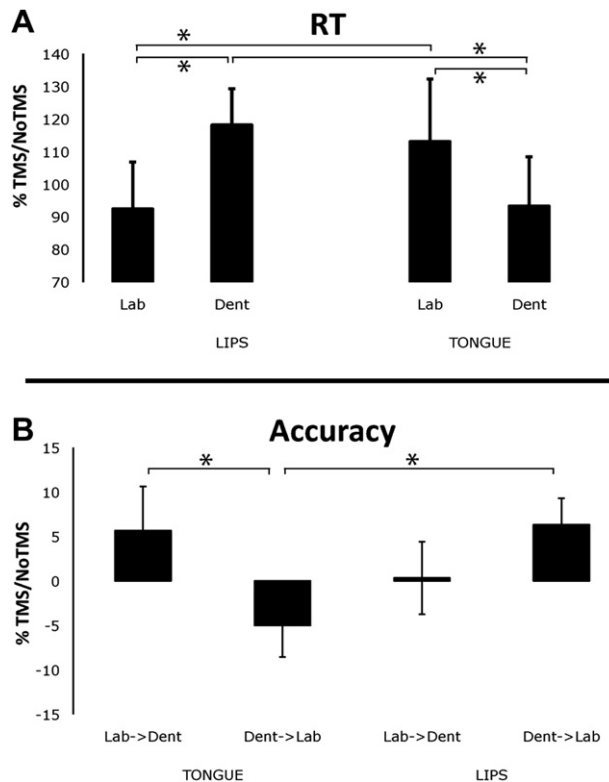 A
RT
% TMS/NoTMS
140
130
120
110
100
90
80
70
*
*
*
*
Lab
Dent
Lab
Dent
LIPS
TONGUE
B
Accuracy
% TMS/NoTMS
15
10
5
0
-5
-10
-15
*
*
Lab->Dent
Dent->Lab
Lab->Dent
Dent->Lab
TONGUE
LIPS